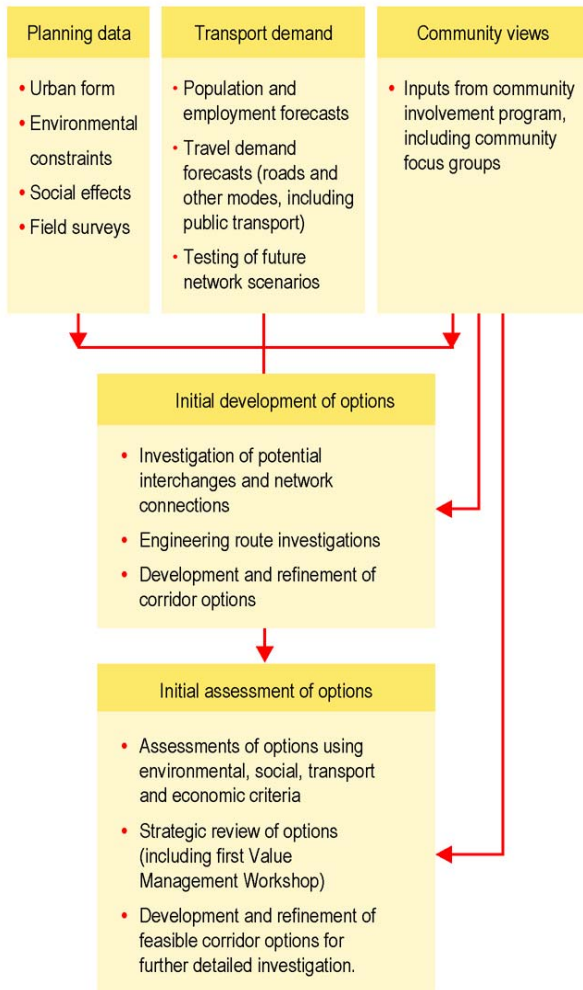 Planning data
• Urban form
• Environmental
constraints
• Social effects
• Field surveys
Transport demand
• Population and
employment forecasts
• Travel demand
forecasts (roads and
other modes, including
public transport)
• Testing of future
network scenarios
Community views
• Inputs from community
involvement program,
including community
focus groups
Initial development of options
• Investigation of potential
interchanges and network
connections
• Engineering route investigations
• Development and refinement of
corridor options
Initial assessment of options
• Assessments of options using
environmental, social, transport
and economic criteria
• Strategic review of options
(including first Value
Management Workshop)
• Development and refinement of
feasible corridor options for
further detailed investigation.